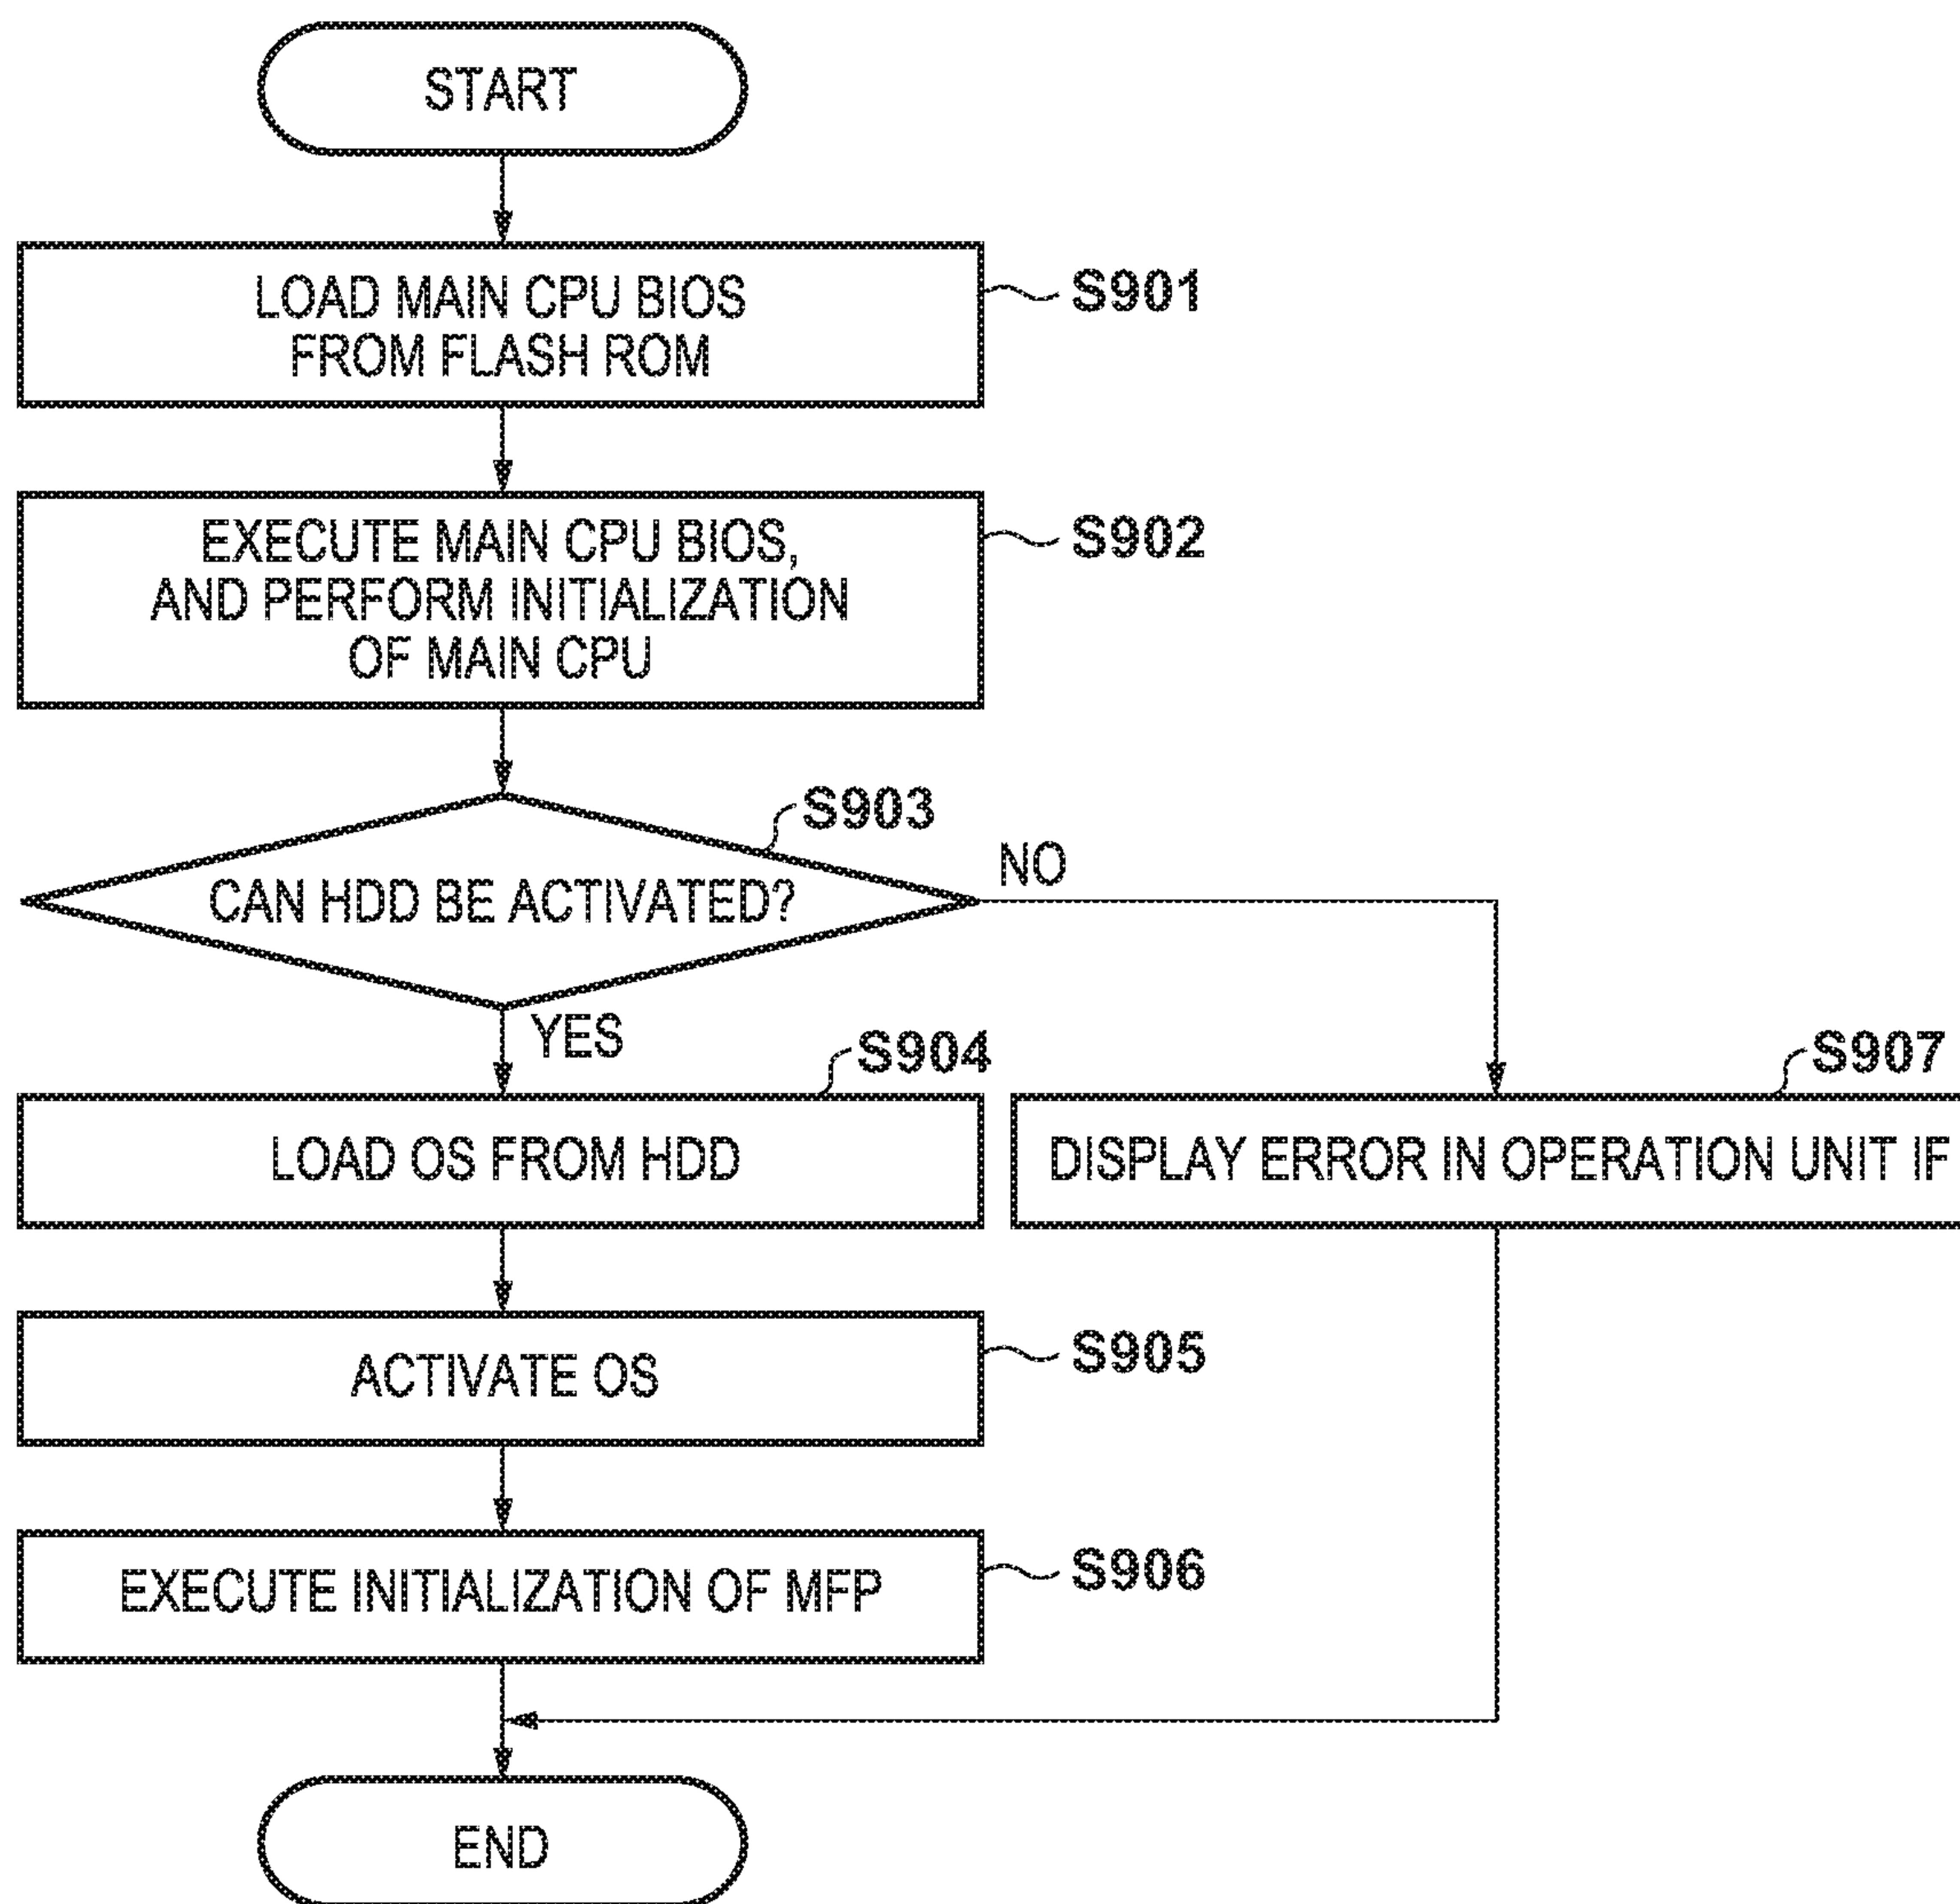 START
LOAD MAIN CPU BIOS
FROM FLASH ROM
S901
EXECUTE MAIN CPU BIOS,
AND PERFORM INITIALIZATION
OF MAIN CPU
S902
S903
CAN HDD BE ACTIVATED?
NO
YES
S904
LOAD OS FROM HDD
S907
DISPLAY ERROR IN OPERATION UNIT IF
ACTIVATE OS
S905
EXECUTE INITIALIZATION OF MFP
S906
END